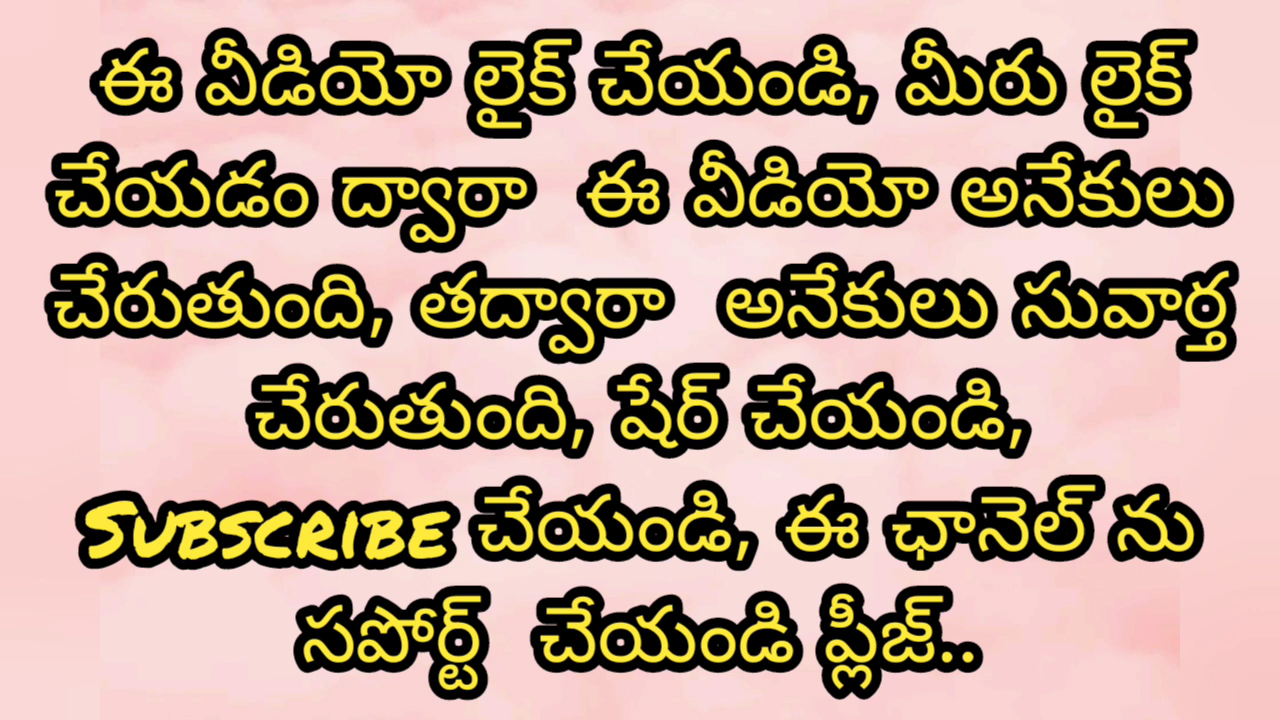 ఈ వీడియో లైక్ చేయండి, మీరు లైక్
చేయడం ద్వారా ఈ వీడియో అనేకులు
చేరుతుంది, తద్వారా అనేకులు సువార్త
చేరుతుంది, షేర్ చేయండి,
SUBSCRIBE చేయండి, ఈ ఛానెల్ ను
సపోర్ట్ చేయండి ప్లీజ్..